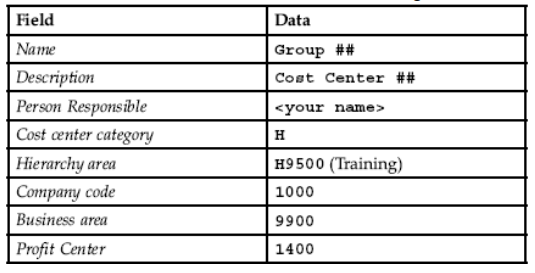 Field Data
Name Group ##
Description Cost Center ##
Person Responsible <your name>
Cost center category H
Hierarchy area H9500 (Training)
Company code 1000
Business area 9900
Profit Center 1400